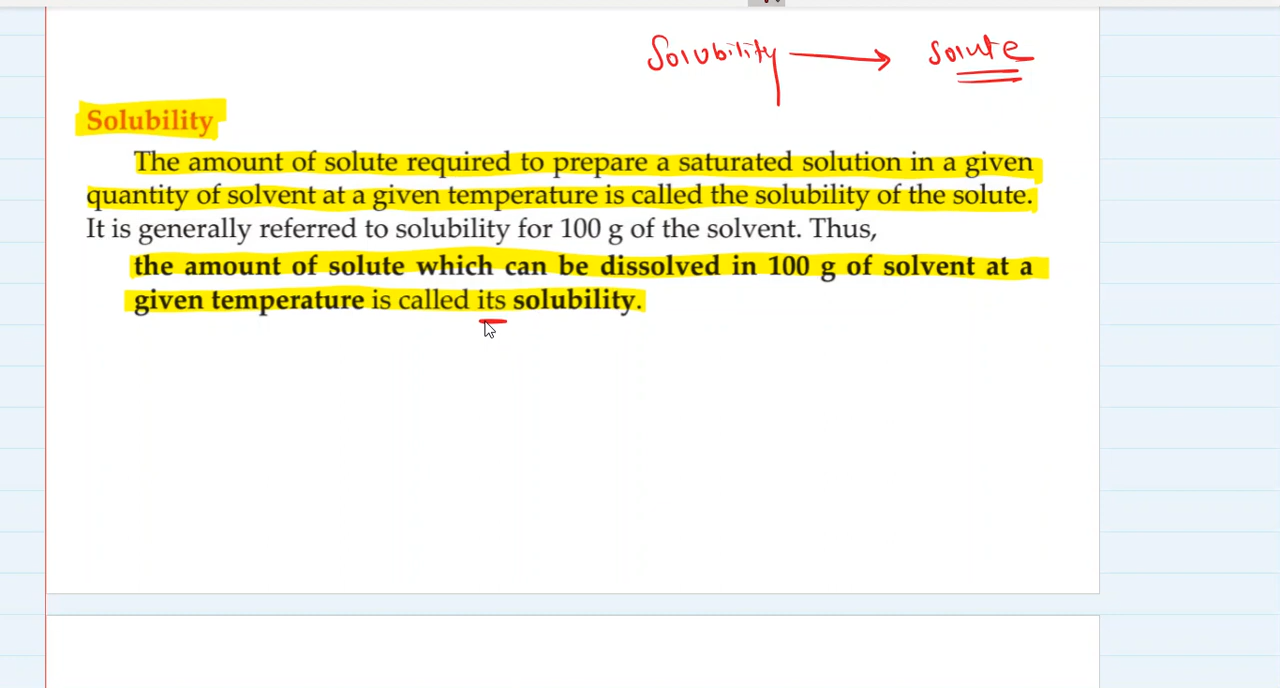 Solubility → Solute
Solubility
The amount of solute required to prepare a saturated solution in a given
quantity of solvent at a given temperature is called the solubility of the solute.
It is generally referred to solubility for 100 g of the solvent. Thus,
the amount of solute which can be dissolved in 100 g of solvent at a
given temperature is called its solubility.